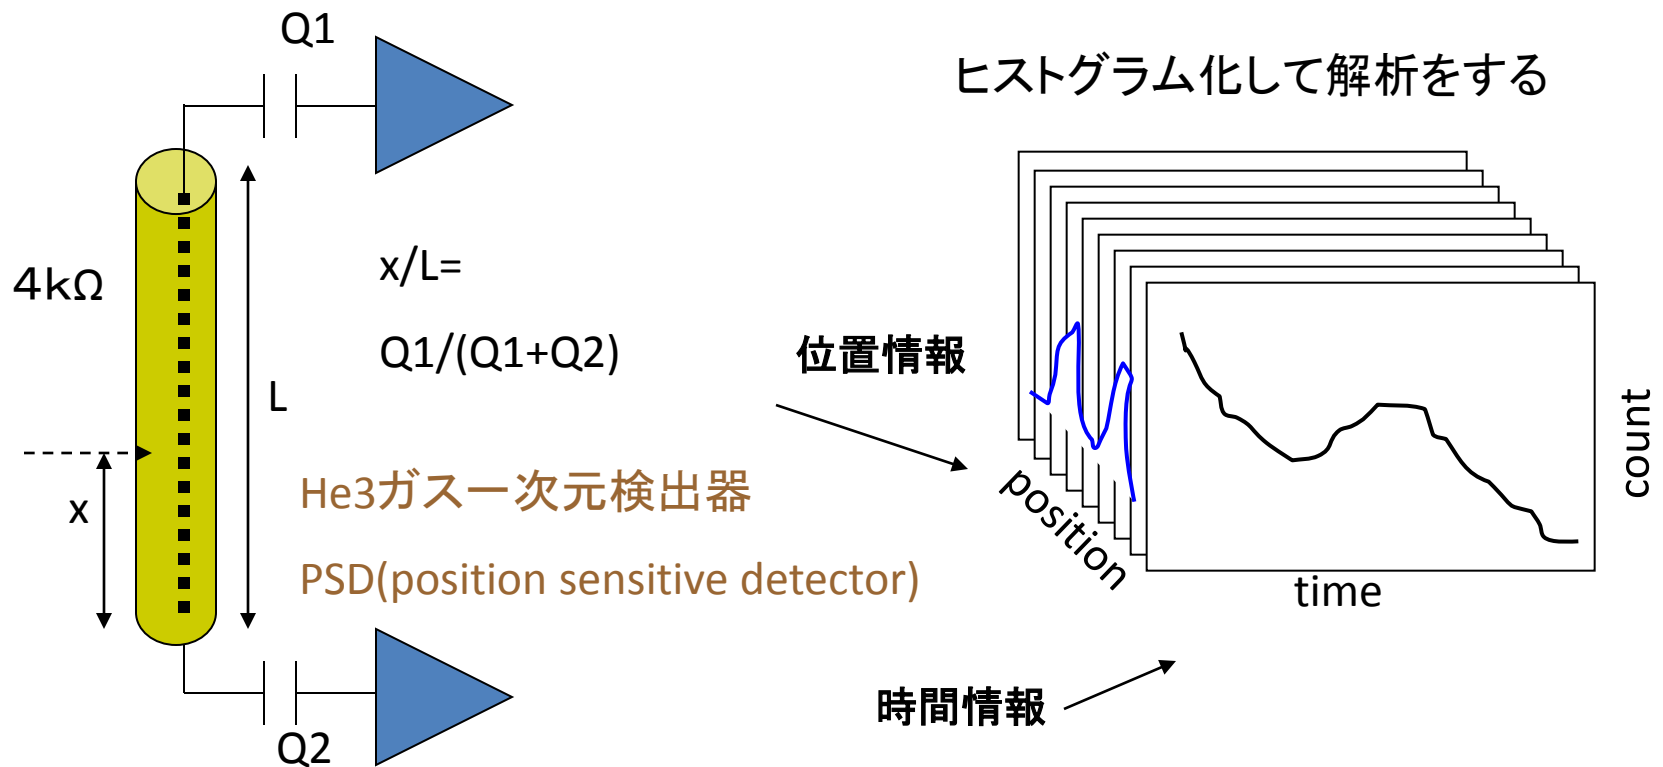 Q1
ヒストグラム化して解析をする
4kΩ
x/L=
Q1/(Q1+Q2)
L
x
He3ガス一次元検出器
PSD(position sensitive detector)
Q2
位置情報
position
count
time
時間情報